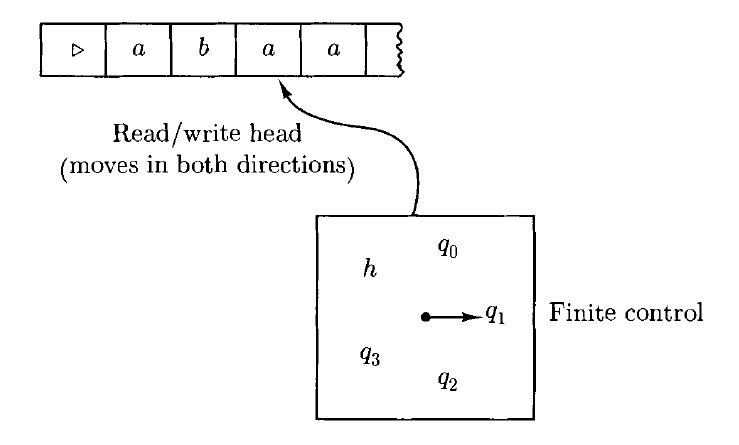 ▷ a b a a
Read/write head
(moves in both directions)
q₀
h
q₁ Finite control
q₃
q₂